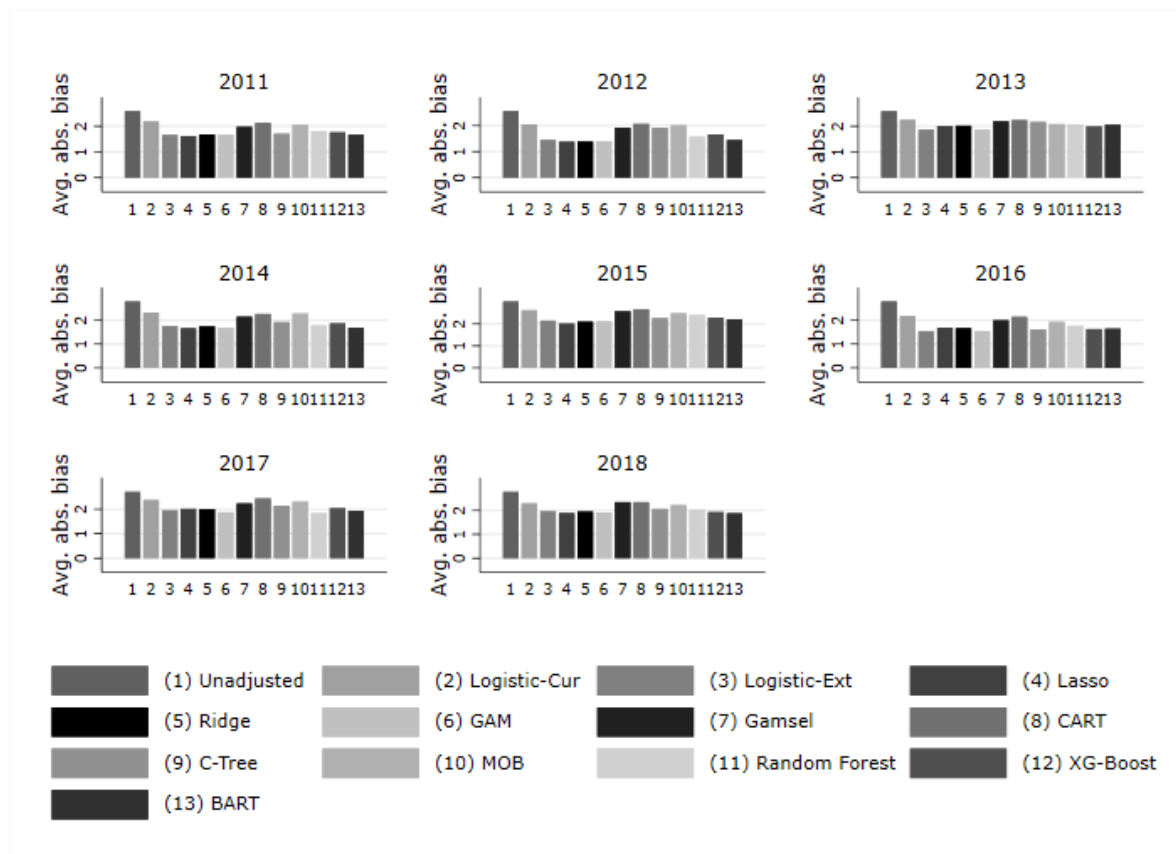 2011 2012 2013
Avg. abs. bias Avg. abs. bias Avg. abs. bias
2 2 2
1 1 1
0 0 0
1 2 3 4 5 6 7 8 9 10111213 1 2 3 4 5 6 7 8 9 10111213 1 2 3 4 5 6 7 8 9 10111213
2014 2015 2016
Avg. abs. bias Avg. abs. bias Avg. abs. bias
2 2 2
1 1 1
0 0 0
1 2 3 4 5 6 7 8 9 10111213 1 2 3 4 5 6 7 8 9 10111213 1 2 3 4 5 6 7 8 9 10111213
2017 2018
Avg. abs. bias Avg. abs. bias
2 2
1 1
0 0
1 2 3 4 5 6 7 8 9 10111213 1 2 3 4 5 6 7 8 9 10111213
(1) Unadjusted (2) Logistic-Cur (3) Logistic-Ext (4) Lasso
(5) Ridge (6) GAM (7) Gamsel (8) CART
(9) C-Tree (10) MOB (11) Random Forest (12) XG-Boost
(13) BART